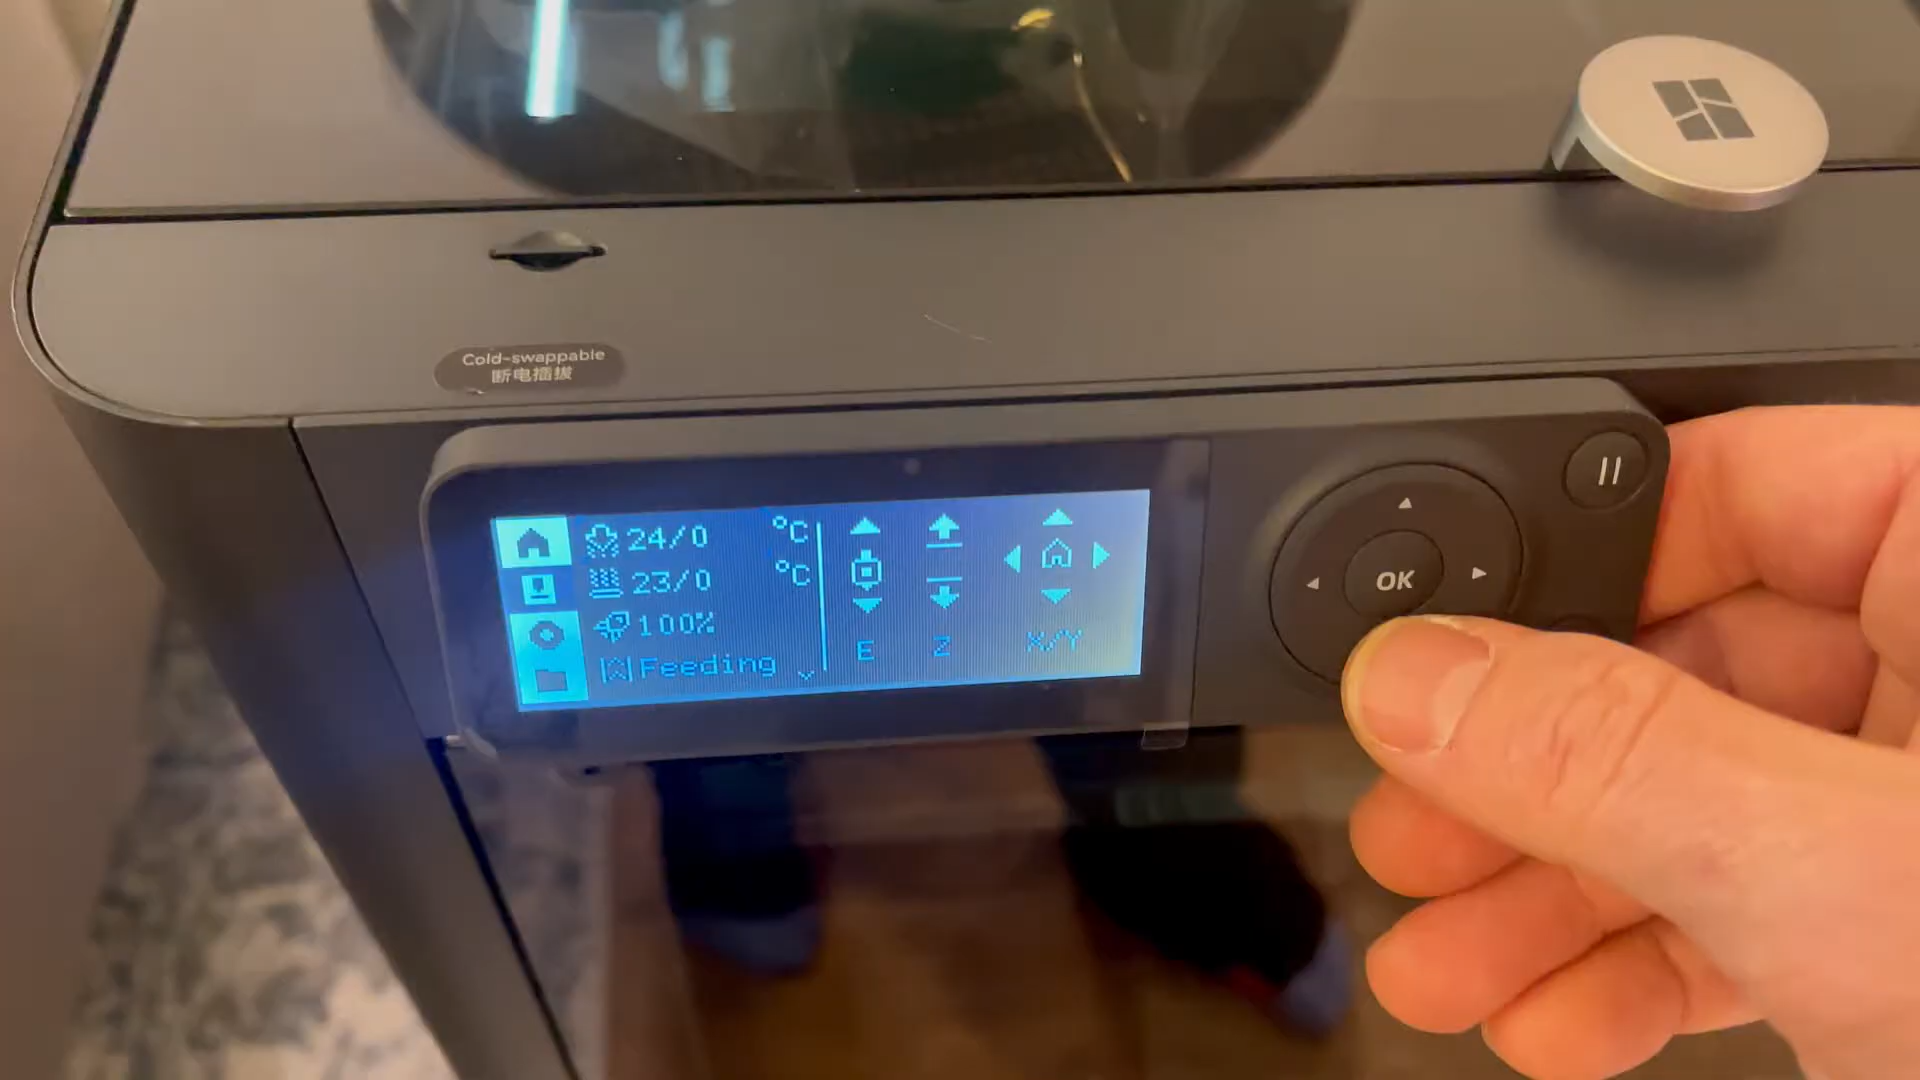 Cold-swappable
断电插拔
24/0 °C
23/0 °C
100%
Feeding
E Z X/Y
OK